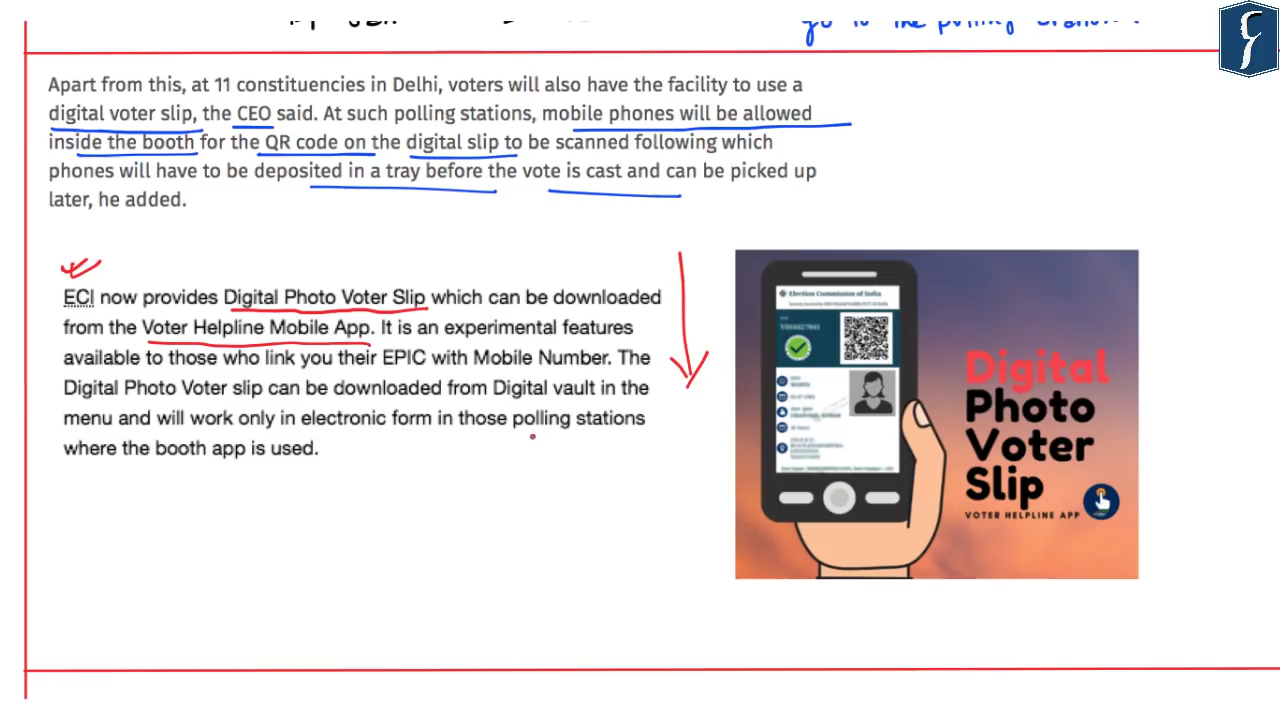 go to the polling station.
Apart from this, at 11 constituencies in Delhi, voters will also have the facility to use a
digital voter slip, the CEO said. At such polling stations, mobile phones will be allowed
inside the booth for the QR code on the digital slip to be scanned following which
phones will have to be deposited in a tray before the vote is cast and can be picked up
later, he added.
ECI now provides Digital Photo Voter Slip which can be downloaded
from the Voter Helpline Mobile App. It is an experimental features
available to those who link you their EPIC with Mobile Number. The
Digital Photo Voter slip can be downloaded from Digital vault in the
menu and will work only in electronic form in those polling stations
where the booth app is used.
Election Commission of India
Digital
Photo
Voter
Slip
VOTER HELPLINE APP